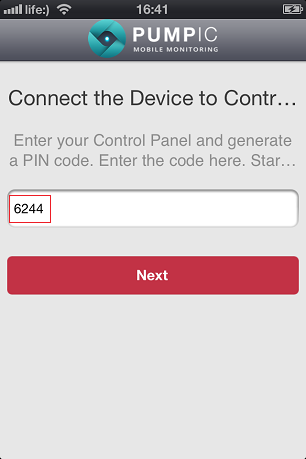 life:) 16:41
PUMPIC
MOBILE MONITORING
Connect the Device to Contr...
Enter your Control Panel and generate
a PIN code. Enter the code here. Star...
6244
Next